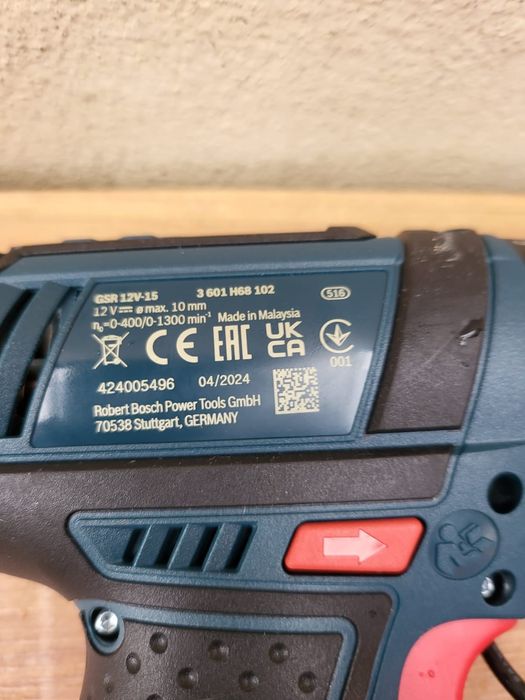 GSR 12V-15 3 601 H68 102 516
12 V ⎓ ø max. 10 mm
n₀=0-400/0-1300 min⁻¹ Made in Malaysia
CE EAC UK CA
001
424005496 04/2024
Robert Bosch Power Tools GmbH
70538 Stuttgart, GERMANY